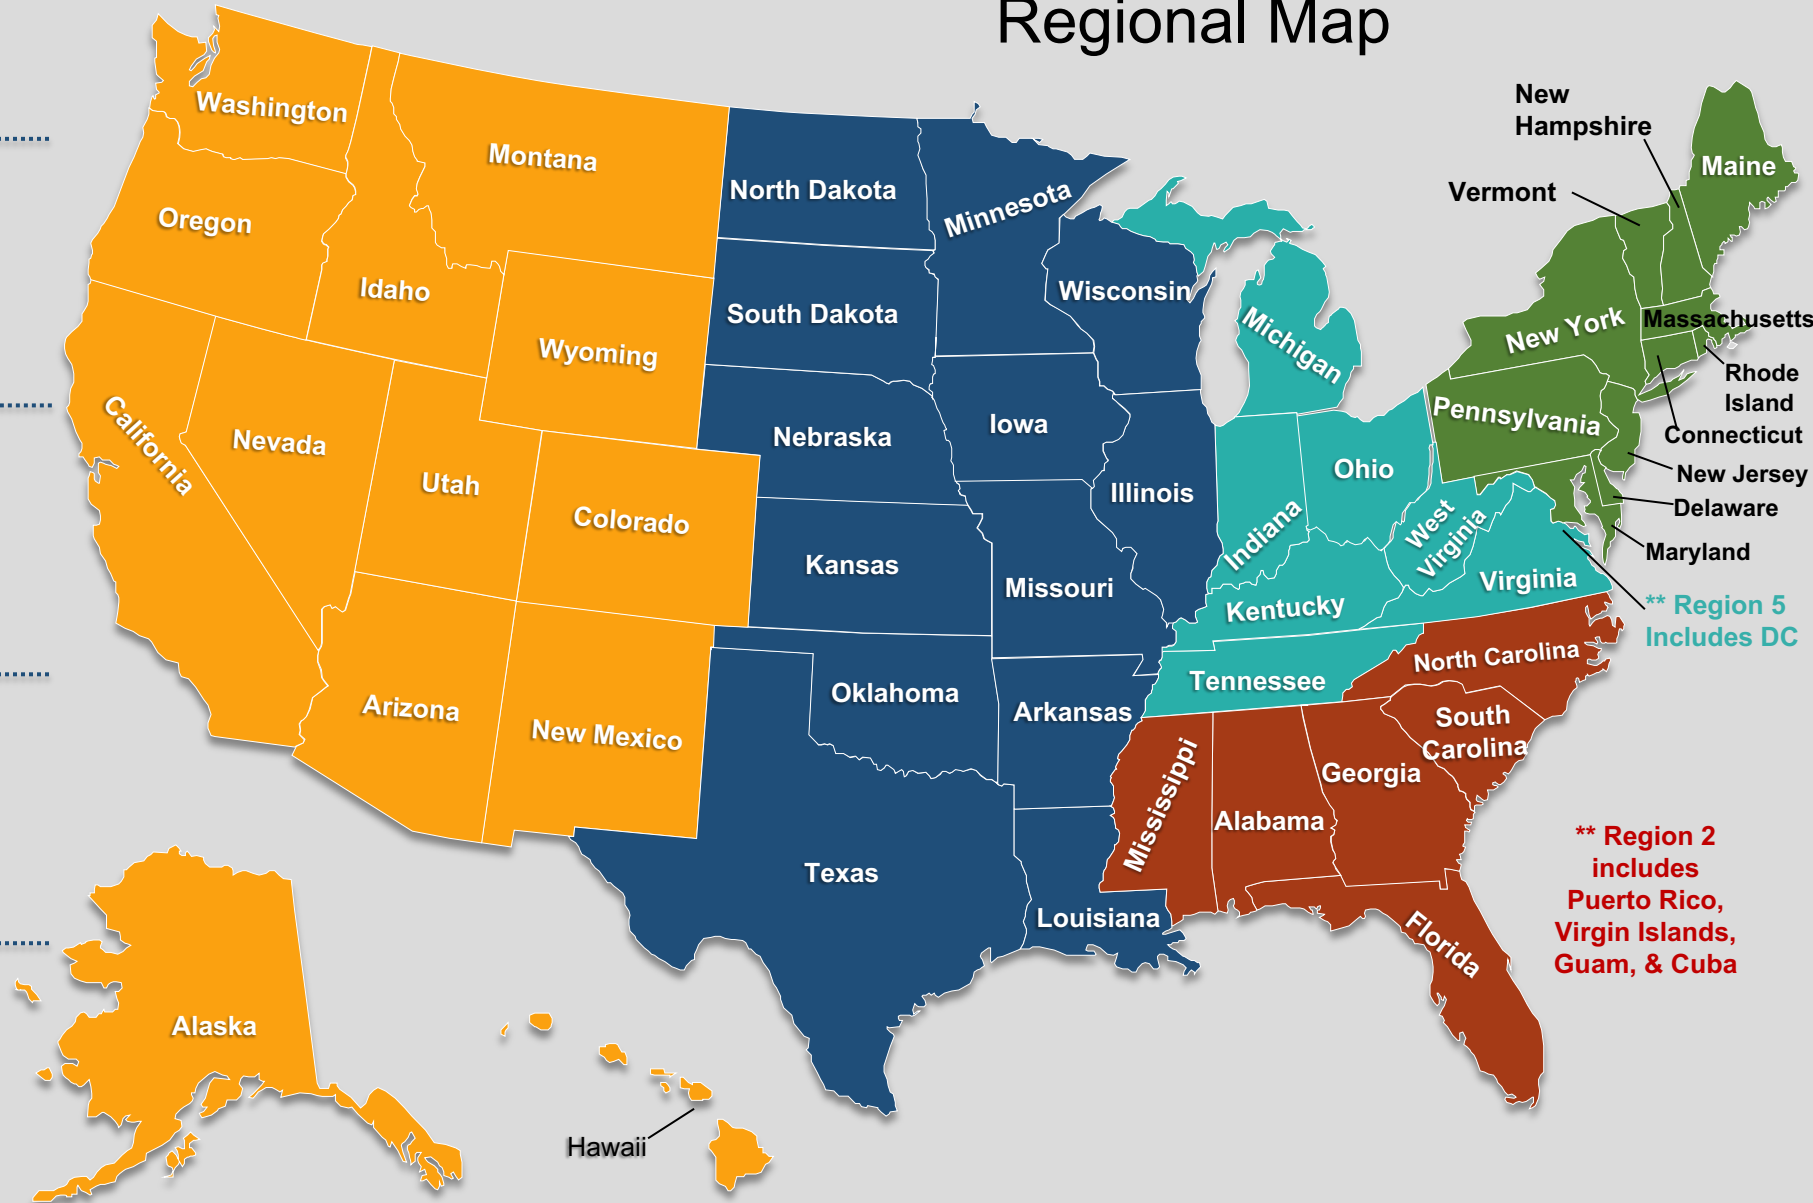 Regional Map
New
Hampshire
Washington
Maine
Montana
Vermont
North Dakota
Minnesota
Oregon
Idaho
Wisconsin
South Dakota
Michigan
New York
Massachusetts
Wyoming
Rhode
Island
California
Nevada
Nebraska
Iowa
Pennsylvania
Connecticut
Utah
Ohio
New Jersey
Illinois
Colorado
Delaware
Indiana
West
Virginia
Maryland
Kansas
Missouri
Virginia
Kentucky
** Region 5
Includes DC
North Carolina
Tennessee
Oklahoma
Arizona
Arkansas
New Mexico
South
Carolina
Georgia
Mississippi
Alabama
Texas
** Region 2
includes
Puerto Rico,
Virgin Islands,
Guam, & Cuba
Louisiana
Florida
Alaska
Hawaii